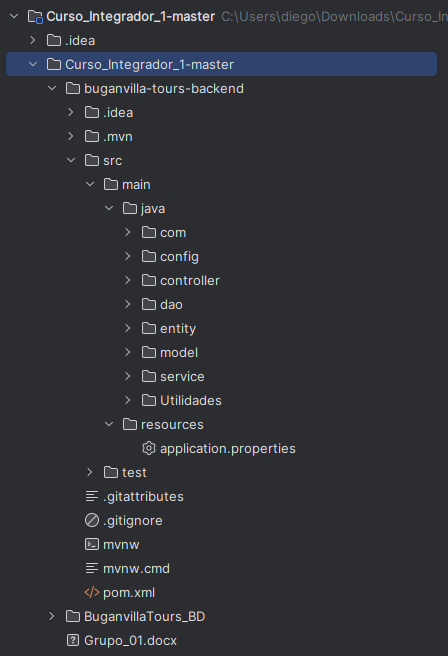 Curso_Integrador_1-master C:\Users\diego\Downloads\Curso_In
.idea
Curso_Integrador_1-master
buganvilla-tours-backend
.idea
.mvn
src
main
java
com
config
controller
dao
entity
model
service
Utilidades
resources
application.properties
test
.gitattributes
.gitignore
mvnw
mvnw.cmd
pom.xml
BuganvillaTours_BD
Grupo_01.docx